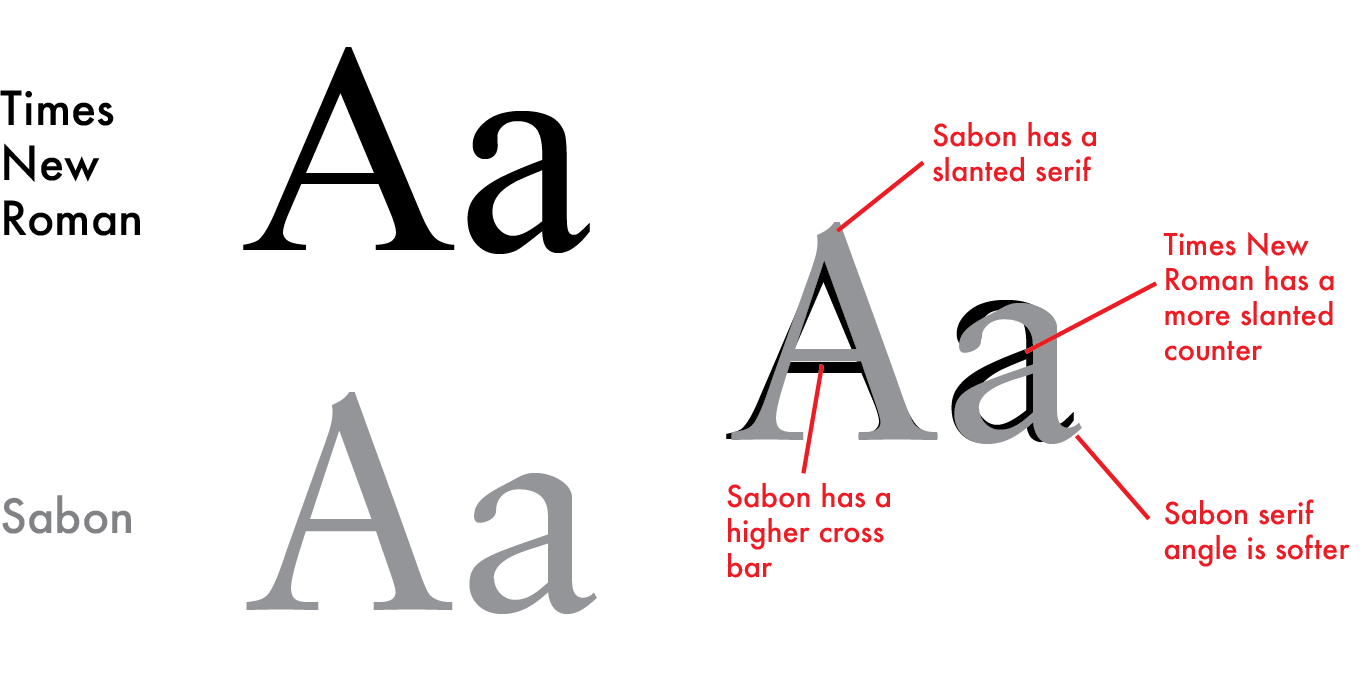 Times
New
Roman
Aa
Sabon
Aa
Aa
Sabon has a
slanted serif
Times New
Roman has a
more slanted
counter
Sabon has a
higher cross
bar
Sabon serif
angle is softer